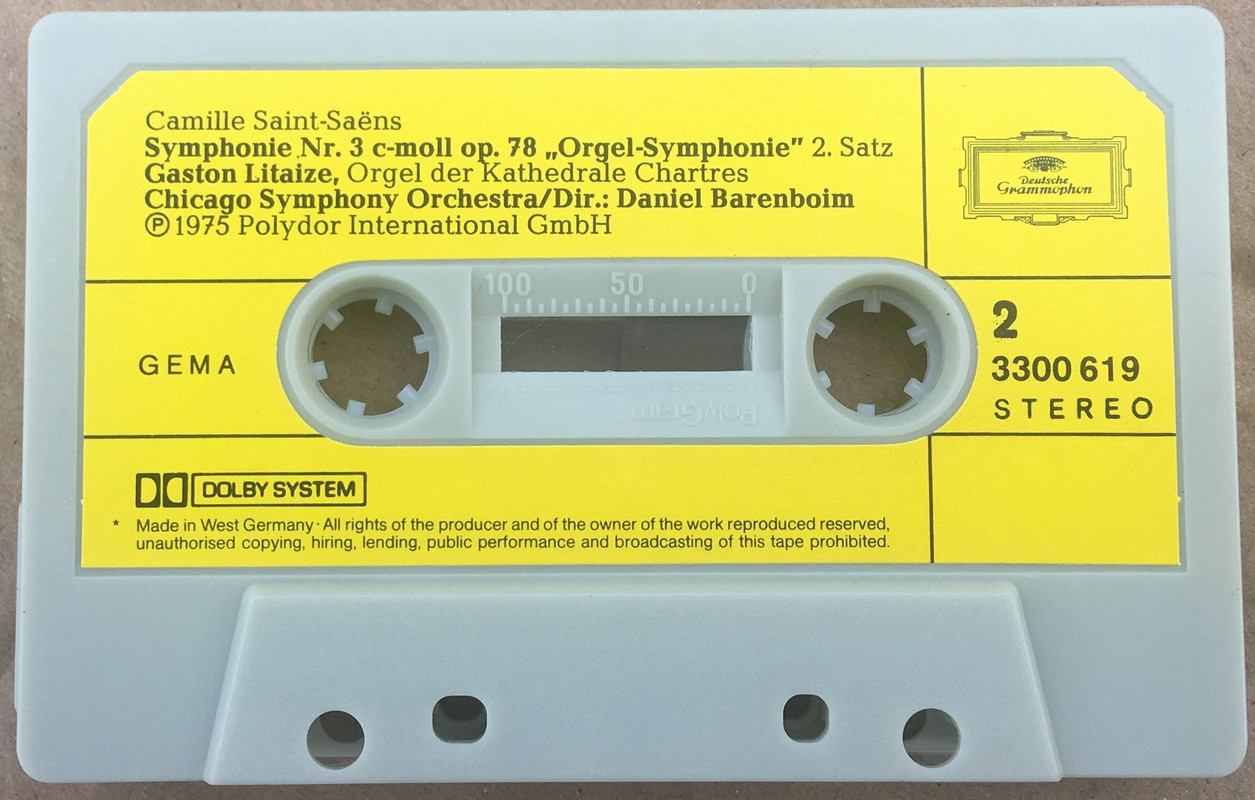 Camille Saint-Saëns
Symphonie Nr. 3 c-moll op. 78 „Orgel-Symphonie” 2. Satz
Gaston Litaize, Orgel der Kathedrale Chartres
Chicago Symphony Orchestra/Dir.: Daniel Barenboim
Ⓟ 1975 Polydor International GmbH
Deutsche
Grammophon
100 50 0
GEMA
2
3300 619
STEREO
PolyGram
DOLBY SYSTEM
* Made in West Germany · All rights of the producer and of the owner of the work reproduced reserved,
unauthorised copying, hiring, lending, public performance and broadcasting of this tape prohibited.